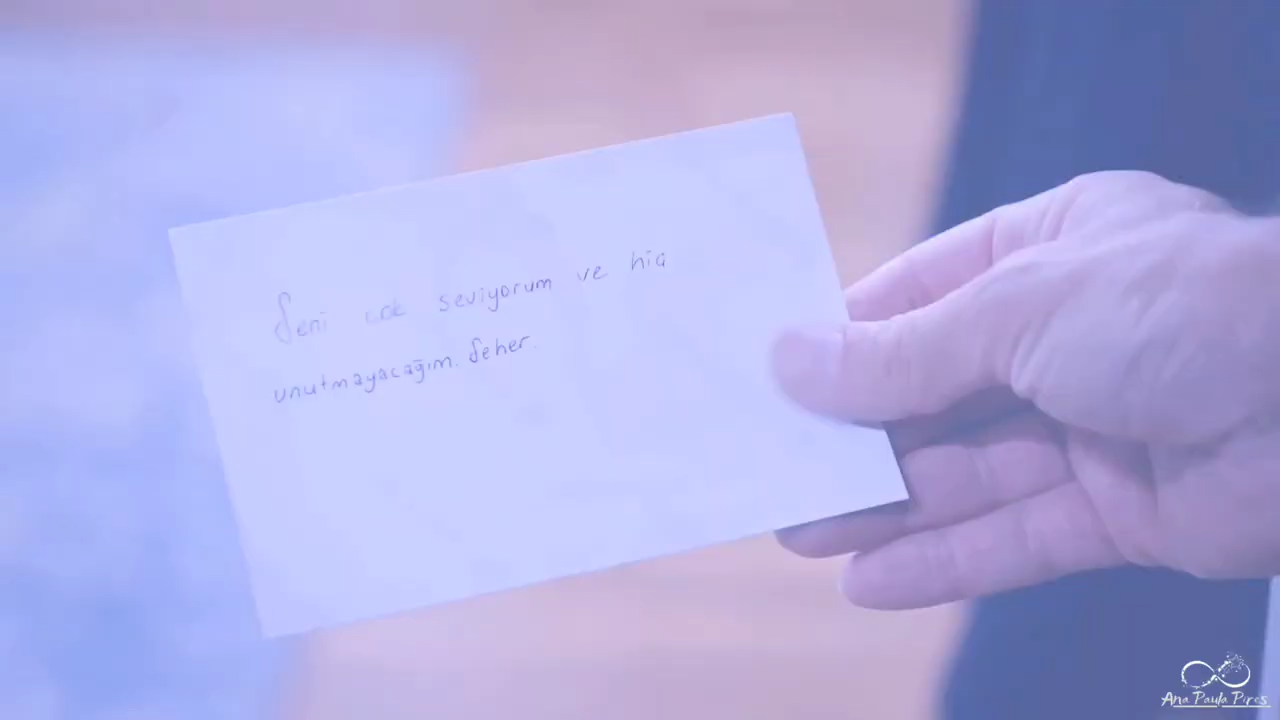 Seni çok seviyorum ve hiç
unutmayacağım. Seher.
Ana Paula Pires